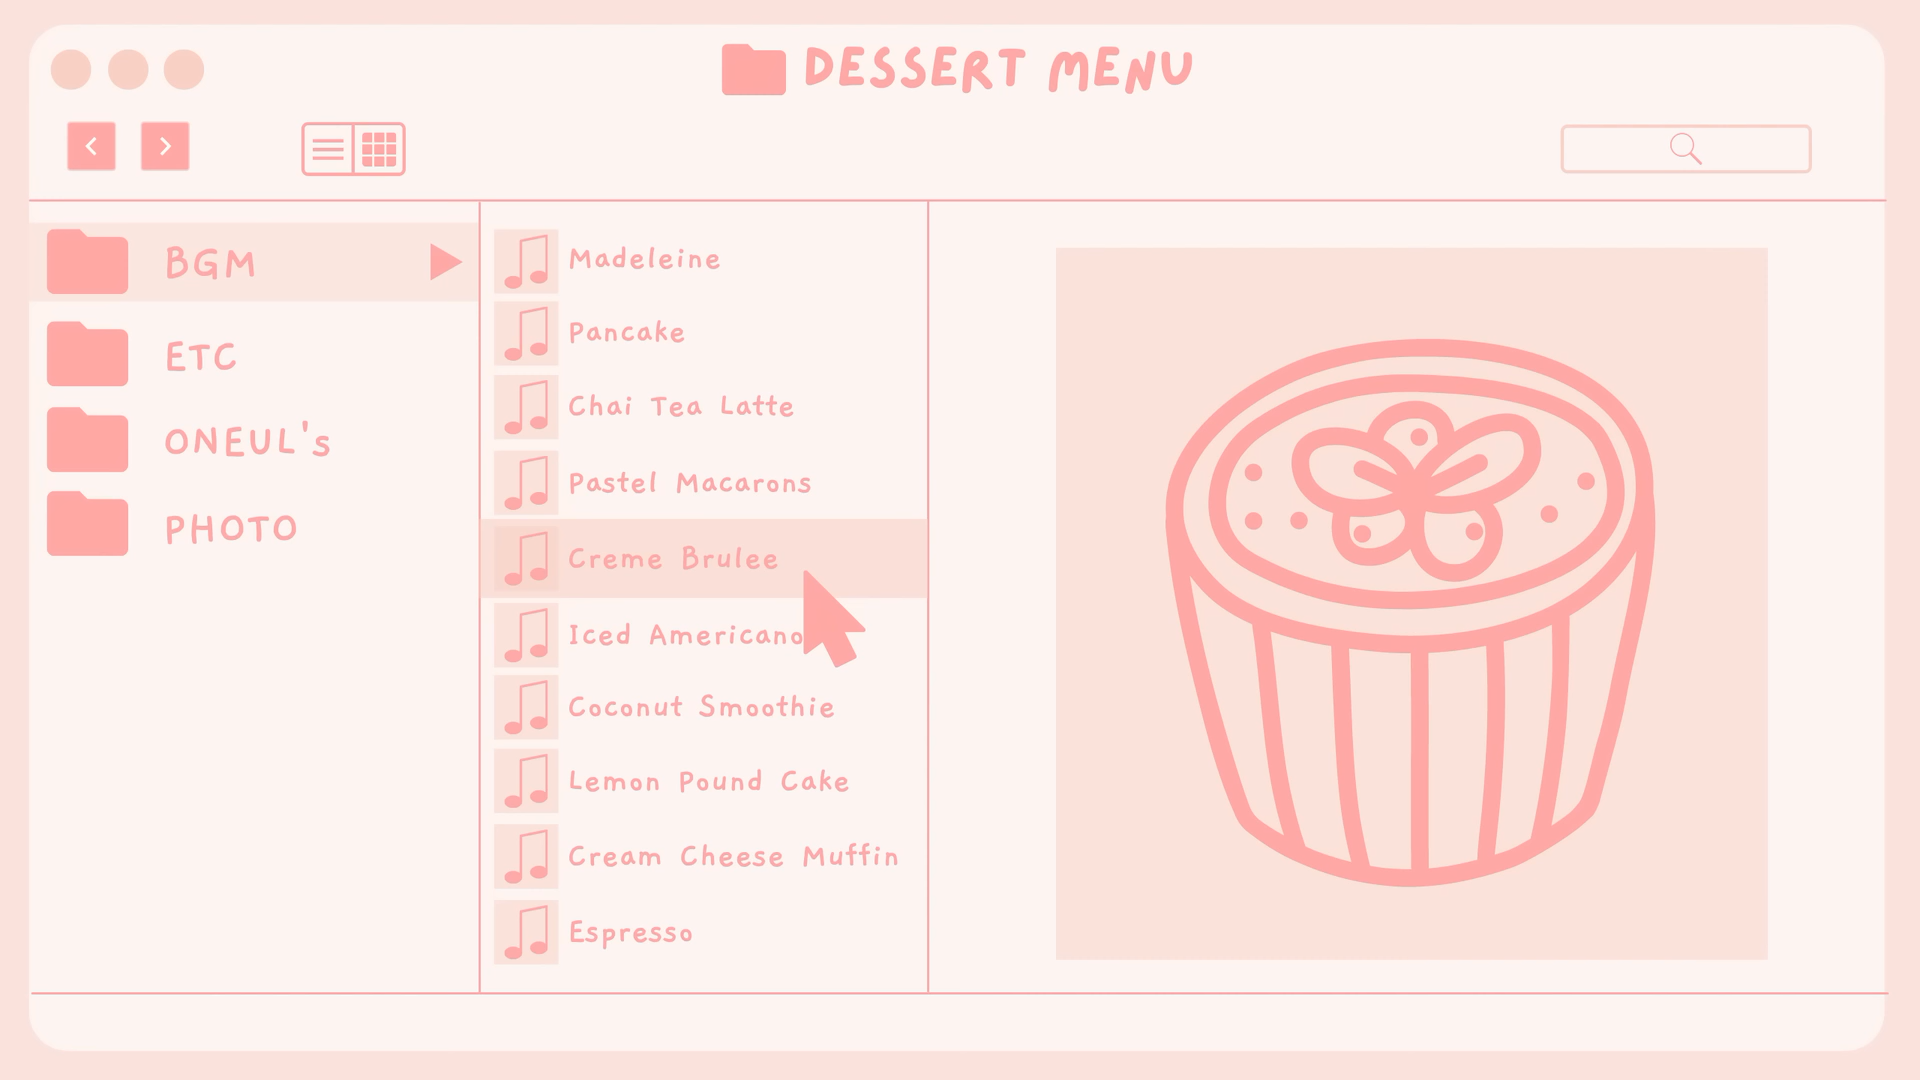 DESSERT MENU
BGM
ETC
ONEUL's
PHOTO
Madeleine
Pancake
Chai Tea Latte
Pastel Macarons
Creme Brulee
Iced Americano
Coconut Smoothie
Lemon Pound Cake
Cream Cheese Muffin
Espresso